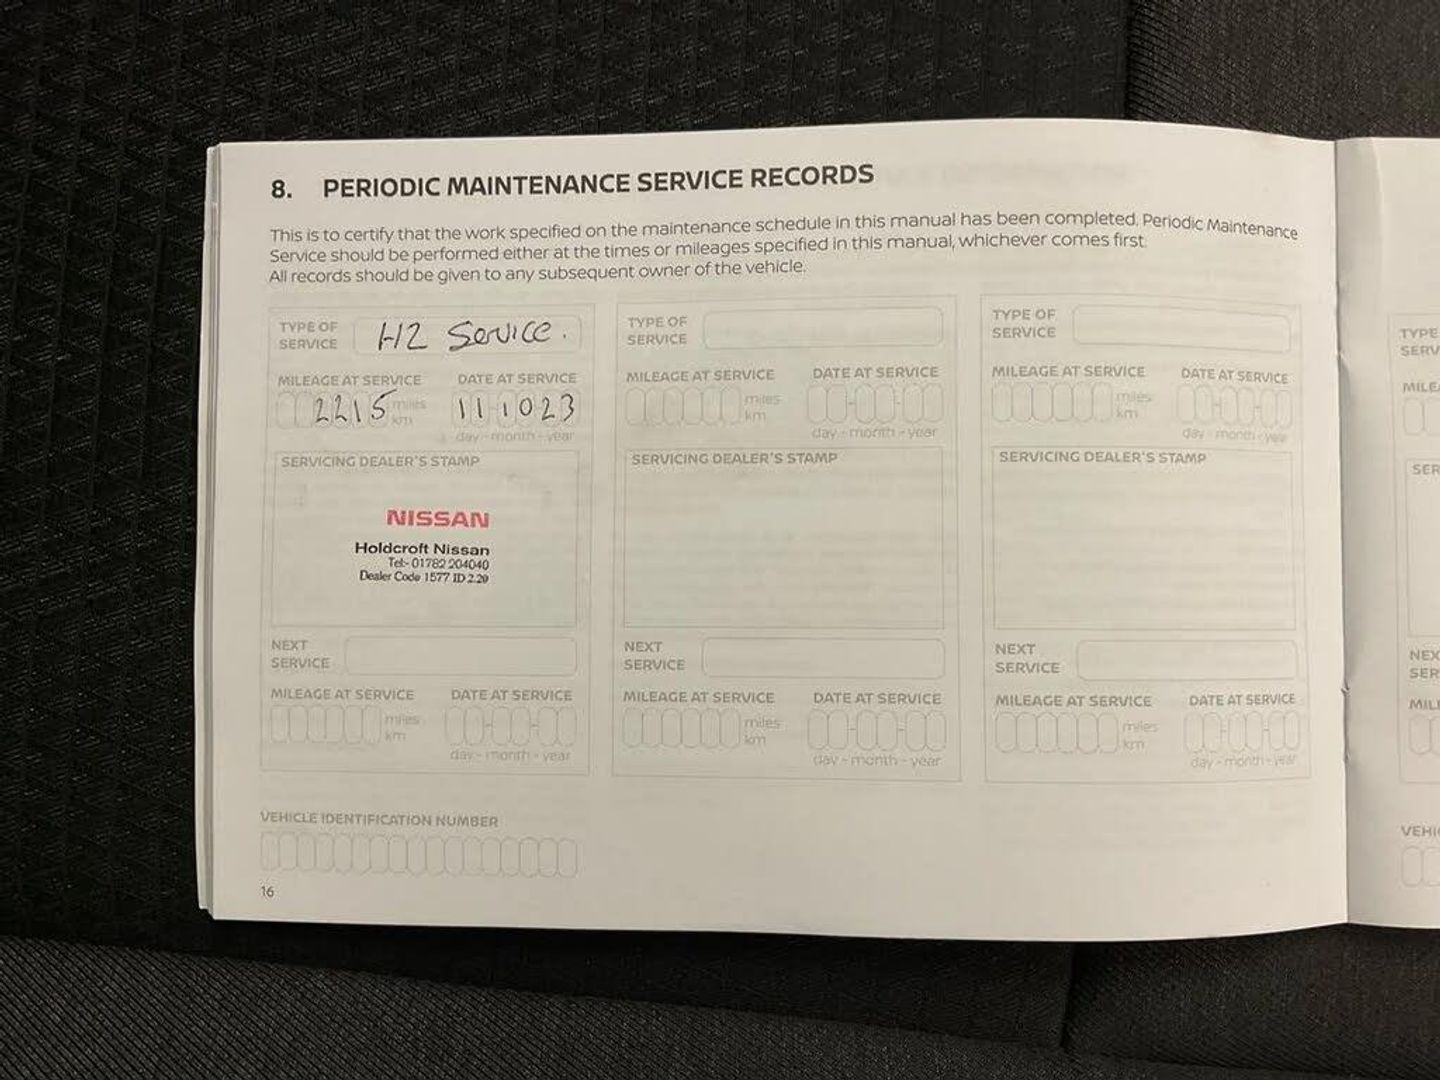 8. PERIODIC MAINTENANCE SERVICE RECORDS
This is to certify that the work specified on the maintenance schedule in this manual has been completed. Periodic Maintenance
Service should be performed either at the times or mileages specified in this manual, whichever comes first.
All records should be given to any subsequent owner of the vehicle.
TYPE OF
SERVICE
H2 Service.
MILEAGE AT SERVICE
DATE AT SERVICE
2215 miles
km
11 10 23
day - month - year
SERVICING DEALER'S STAMP
NISSAN
Holdcroft Nissan
Tel:- 01782 204040
Dealer Code 1577 ID 2.20
NEXT
SERVICE
MILEAGE AT SERVICE
DATE AT SERVICE
miles
km
day - month - year
TYPE OF
SERVICE
MILEAGE AT SERVICE
DATE AT SERVICE
miles
km
day - month - year
SERVICING DEALER'S STAMP
NEXT
SERVICE
MILEAGE AT SERVICE
DATE AT SERVICE
miles
km
day - month - year
TYPE OF
SERVICE
MILEAGE AT SERVICE
DATE AT SERVICE
miles
km
day - month - year
SERVICING DEALER'S STAMP
NEXT
SERVICE
MILEAGE AT SERVICE
DATE AT SERVICE
miles
km
day - month - year
VEHICLE IDENTIFICATION NUMBER
16
TYPE
SERV
MILE
SER
NEX
SER
MIL
VEHI